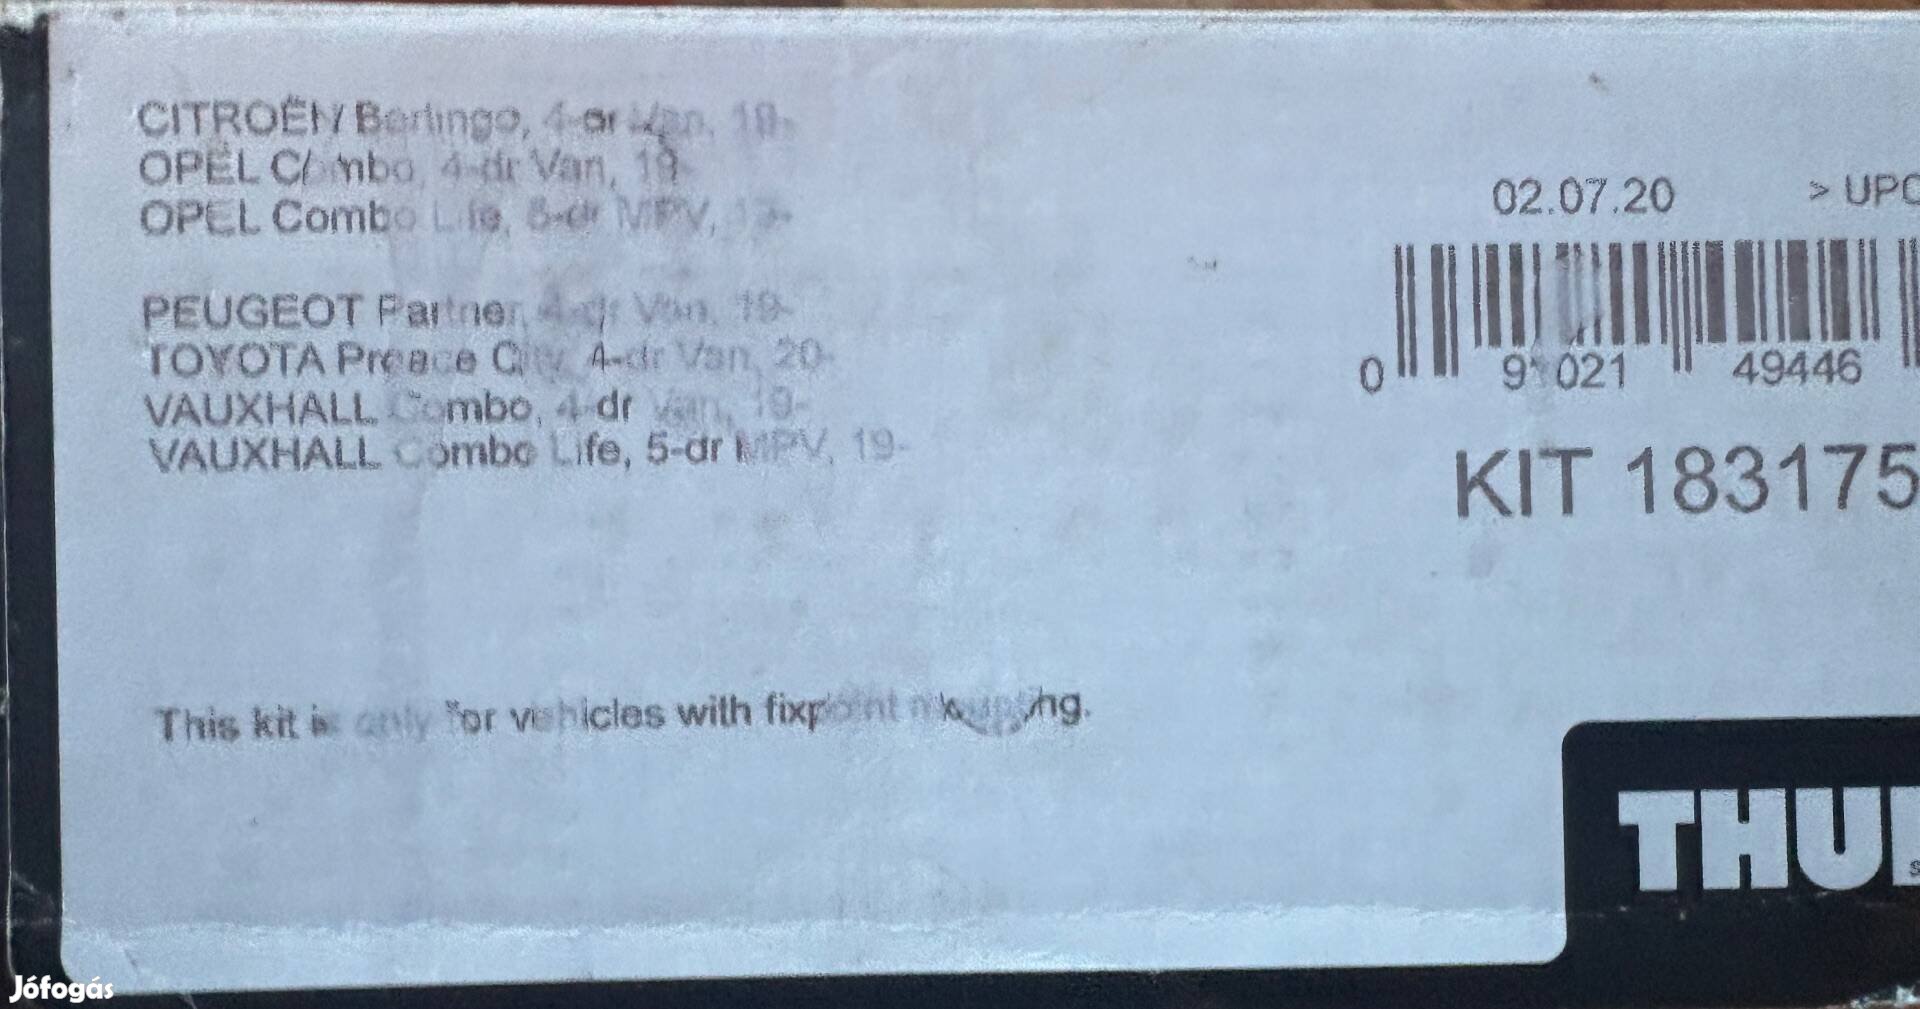 CITROËN Berlingo, 4-dr Van, 19-
OPEL Combo, 4-dr Van, 19-
OPEL Combo Life, 5-dr MPV, 19-
PEUGEOT Partner, 4-dr Van, 19-
TOYOTA Proace City, 4-dr Van, 20-
VAUXHALL Combo, 4-dr Van, 19-
VAUXHALL Combo Life, 5-dr MPV, 19-
This kit is only for vehicles with fixpoint mounting.
02.07.20 > UPC
0 91021 49446
KIT 183175
THU
Jófogás